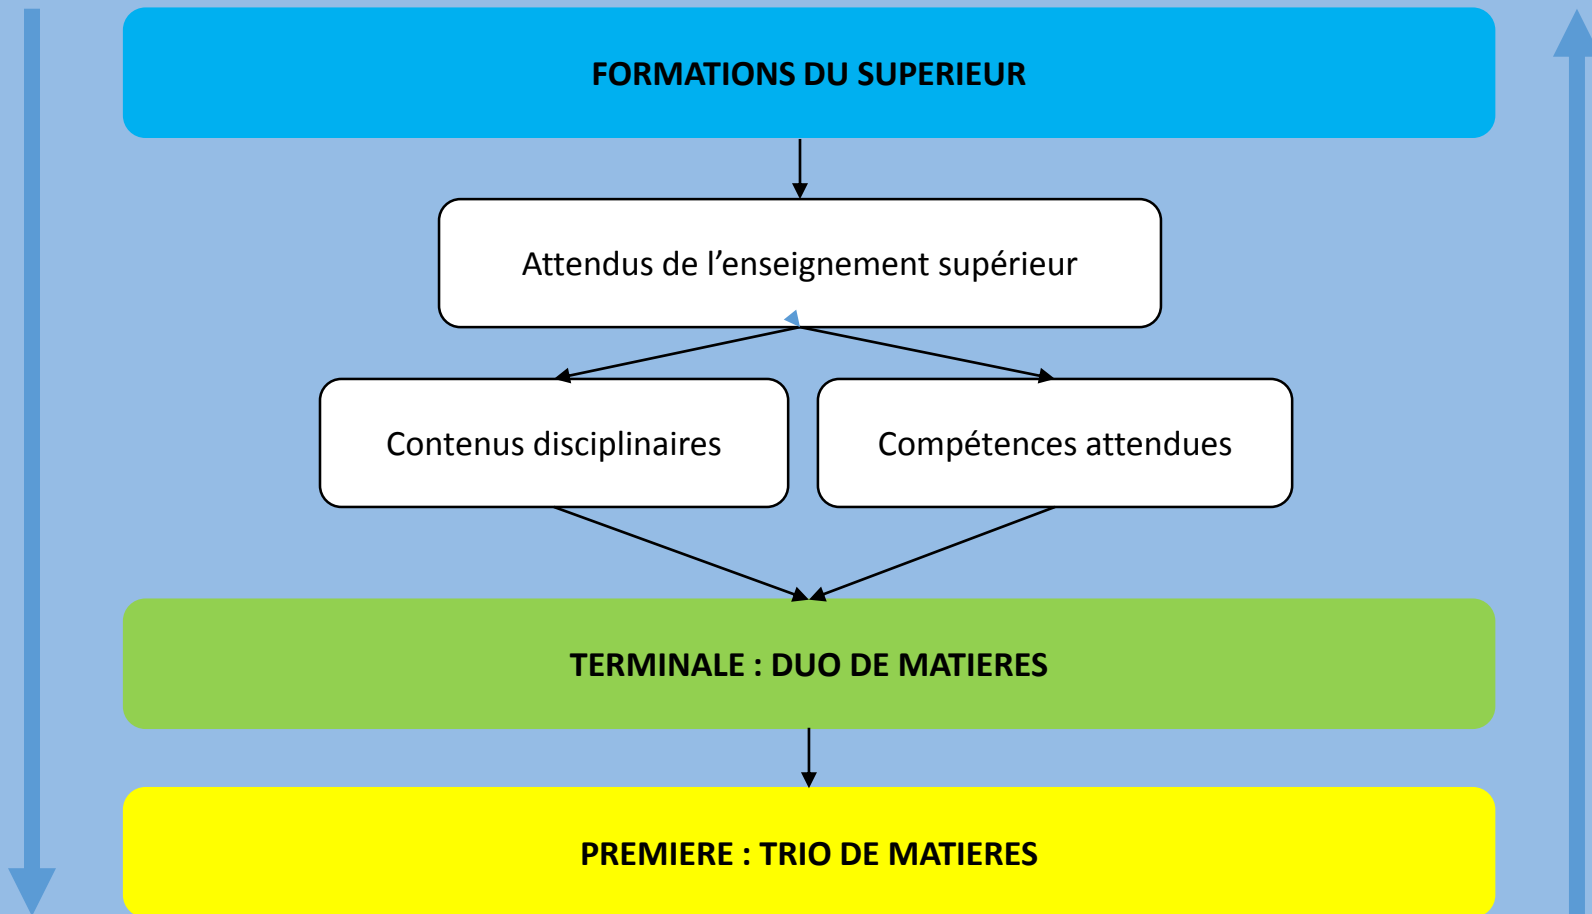 FORMATIONS DU SUPERIEUR
Attendus de l’enseignement supérieur
Contenus disciplinaires
Compétences attendues
TERMINALE : DUO DE MATIERES
PREMIERE : TRIO DE MATIERES